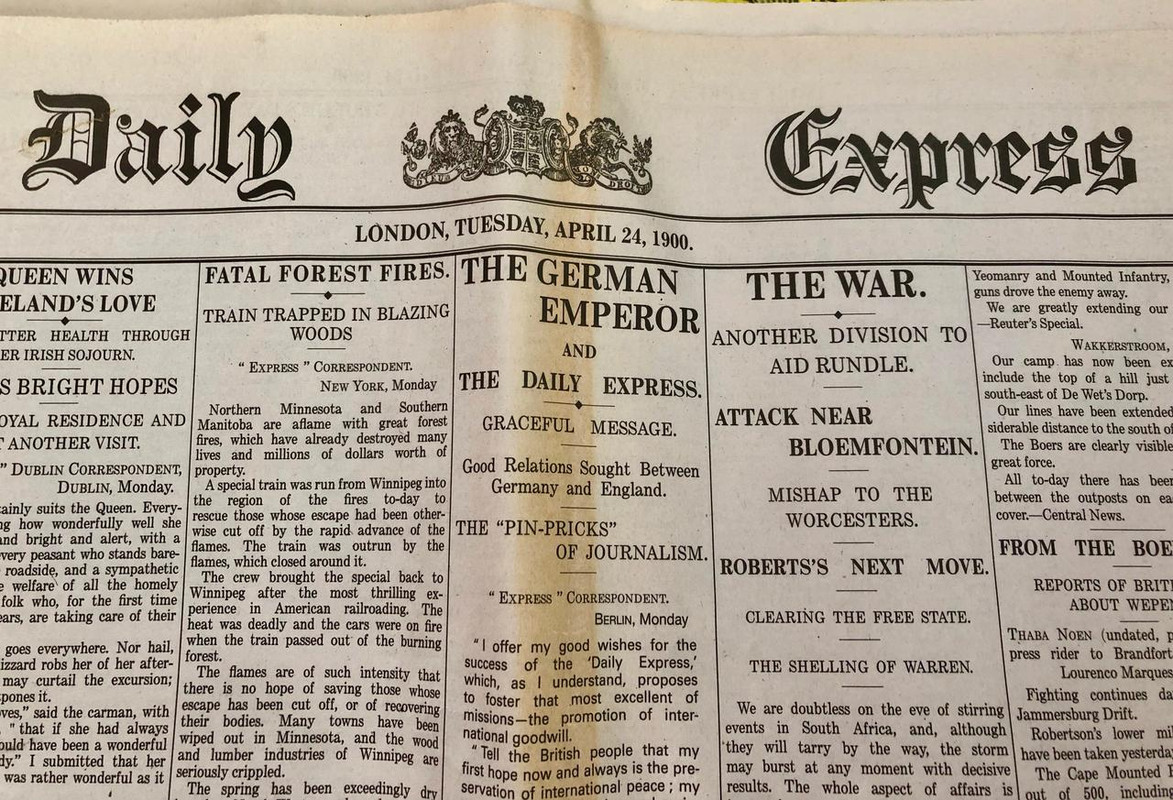 Daily Express
DIEU ET MON DROIT
LONDON, TUESDAY, APRIL 24, 1900.
QUEEN WINS
ELAND'S LOVE
TTER HEALTH THROUGH
ER IRISH SOJOURN.
S BRIGHT HOPES
OYAL RESIDENCE AND
T ANOTHER VISIT.
" DUBLIN CORRESPONDENT,
DUBLIN, Monday.
tainly suits the Queen. Every-
ng how wonderfully well she
and bright and alert, with a
very peasant who stands bare-
roadside, and a sympathetic
e welfare of all the homely
folk who, for the first time
ears, are taking care of their
goes everywhere. Nor hail,
izzard robs her of her after-
may curtail the excursion;
pones it.
ves," said the carman, with
" that if she had always
ould have been a wonderful
dy." I submitted that her
was rather wonderful as it
FATAL FOREST FIRES.
TRAIN TRAPPED IN BLAZING
WOODS
" EXPRESS " CORRESPONDENT.
NEW YORK, Monday
Northern Minnesota and Southern
Manitoba are aflame with great forest
fires, which have already destroyed many
lives and millions of dollars worth of
property.
A special train was run from Winnipeg into
the region of the fires to-day to
rescue those whose escape had been other-
wise cut off by the rapid advance of the
flames. The train was outrun by the
flames, which closed around it.
The crew brought the special back to
Winnipeg after the most thrilling ex-
perience in American railroading. The
heat was deadly and the cars were on fire
when the train passed out of the burning
forest.
The flames are of such intensity that
there is no hope of saving those whose
escape has been cut off, or of recovering
their bodies. Many towns have been
wiped out in Minnesota, and the wood
and lumber industries of Winnipeg are
seriously crippled.
The spring has been exceedingly dry
THE GERMAN
EMPEROR
AND
THE DAILY EXPRESS.
GRACEFUL MESSAGE.
Good Relations Sought Between
Germany and England.
THE "PIN-PRICKS"
OF JOURNALISM.
" EXPRESS " CORRESPONDENT.
BERLIN, Monday
"I offer my good wishes for the
success of the 'Daily Express,'
which, as I understand, proposes
to foster that most excellent of
missions—the promotion of inter-
national goodwill.
"Tell the British people that my
first hope now and always is the pre-
servation of international peace; my
THE WAR.
ANOTHER DIVISION TO
AID RUNDLE.
ATTACK NEAR
BLOEMFONTEIN.
MISHAP TO THE
WORCESTERS.
ROBERTS'S NEXT MOVE.
CLEARING THE FREE STATE.
THE SHELLING OF WARREN.
We are doubtless on the eve of stirring
events in South Africa, and, although
they will tarry by the way, the storm
may burst at any moment with decisive
results. The whole aspect of affairs is
Yeomanry and Mounted Infantry,
guns drove the enemy away.
We are greatly extending our
—Reuter's Special.
WAKKERSTROOM,
Our camp has now been ex
include the top of a hill just
south-east of De Wet's Dorp.
Our lines have been extended
siderable distance to the south of
The Boers are clearly visible
great force.
All to-day there has been
between the outposts on ea
cover.—Central News.
FROM THE BOE
REPORTS OF BRIT
ABOUT WEPE
THABA NOEN (undated, p
press rider to Brandfort
Lourenco Marques
Fighting continues da
Jammersburg Drift.
Robertson's lower mi
have been taken yesterda
The Cape Mounted
out of 500, including